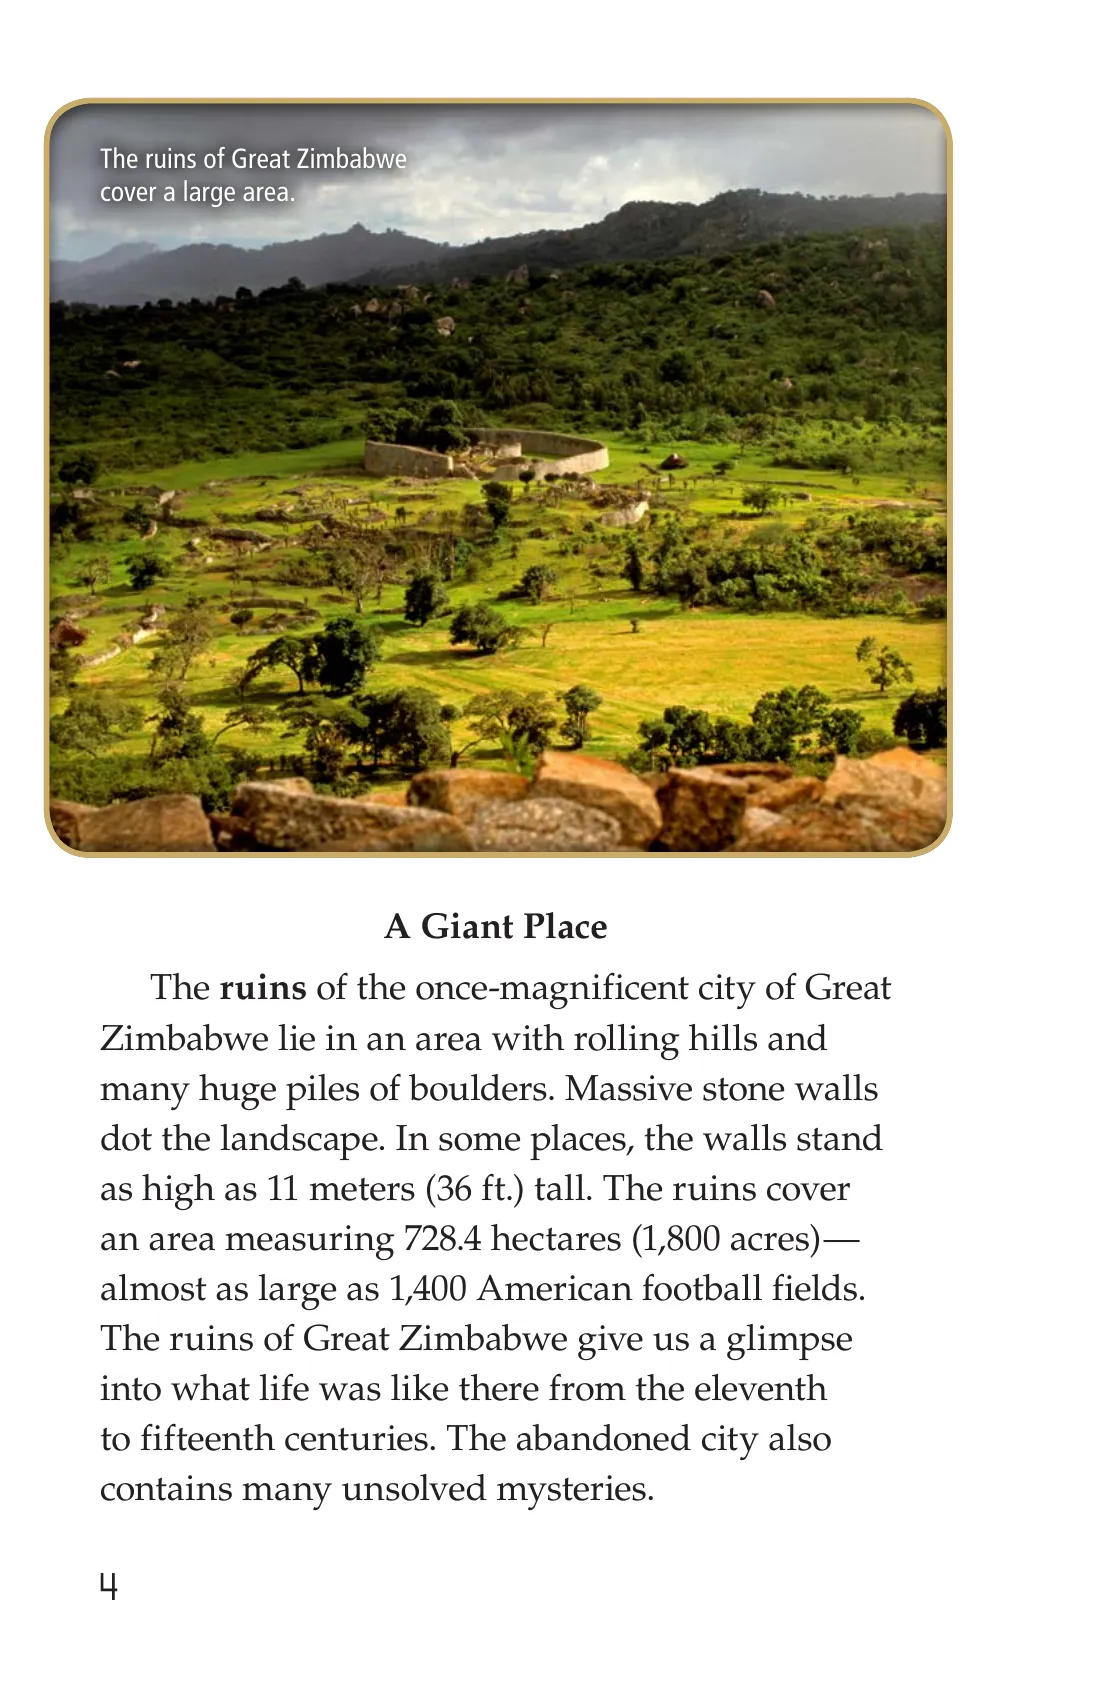 The ruins of Great Zimbabwe
cover a large area.
A Giant Place
The ruins of the once-magnificent city of Great
Zimbabwe lie in an area with rolling hills and
many huge piles of boulders. Massive stone walls
dot the landscape. In some places, the walls stand
as high as 11 meters (36 ft.) tall. The ruins cover
an area measuring 728.4 hectares (1,800 acres)—
almost as large as 1,400 American football fields.
The ruins of Great Zimbabwe give us a glimpse
into what life was like there from the eleventh
to fifteenth centuries. The abandoned city also
contains many unsolved mysteries.
4